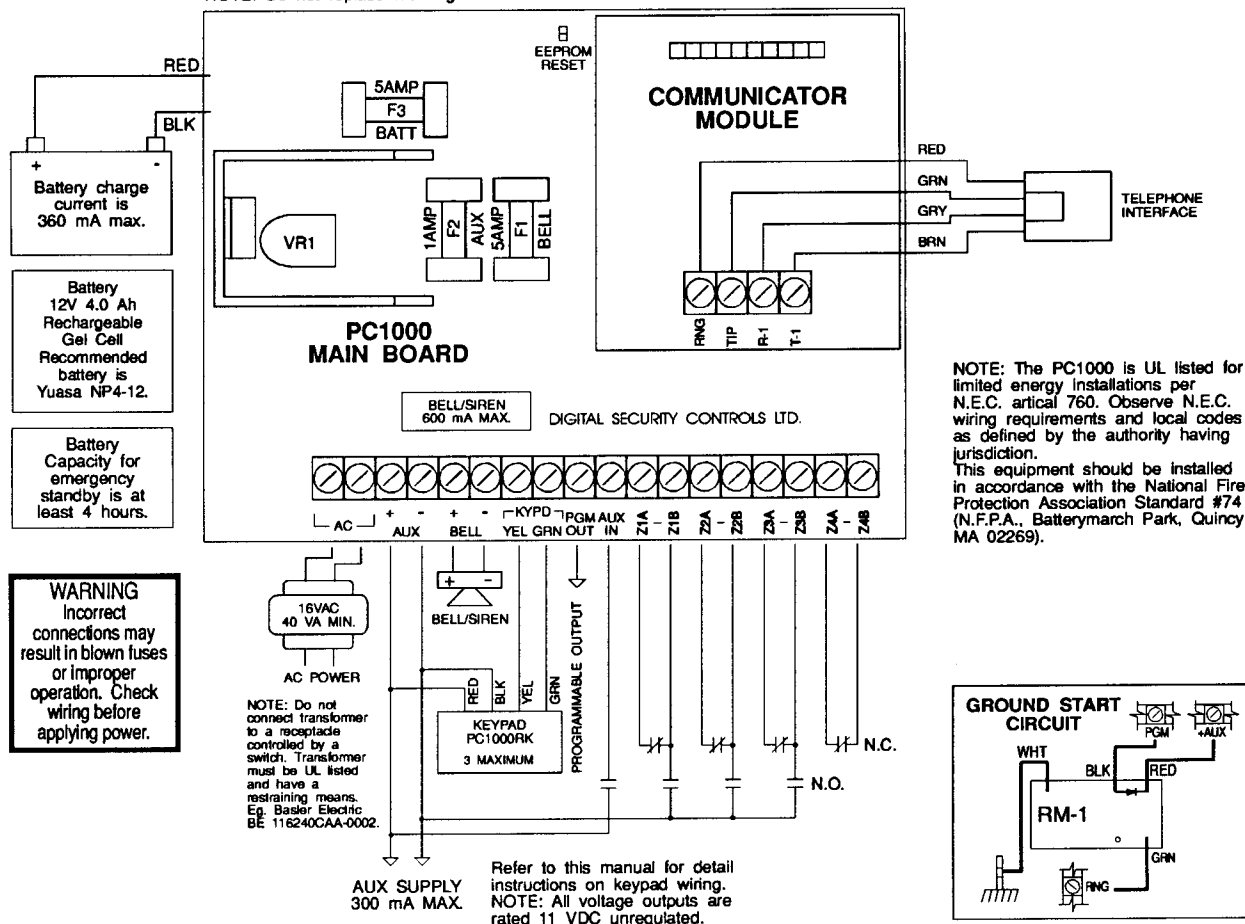 EEPROM
RESET
COMMUNICATOR
MODULE
RED
BLK
+ -
Battery charge
current is
360 mA max.
5AMP
F3
BATT
VR1
1AMP
F2
AUX
5AMP
F1
BELL
PC1000
MAIN BOARD
RED
GRN
GRY
BRN
TELEPHONE
INTERFACE
RNG
TIP
R-1
T-1
Battery
12V 4.0 Ah
Rechargeable
Gel Cell
Recommended
battery is
Yuasa NP4-12.
BELL/SIREN
600 mA MAX.
DIGITAL SECURITY CONTROLS LTD.
Battery
Capacity for
emergency
standby is at
least 4 hours.
NOTE: The PC1000 is UL listed for
limited energy installations per
N.E.C. artical 760. Observe N.E.C.
wiring requirements and local codes
as defined by the authority having
jurisdiction.
This equipment should be installed
in accordance with the National Fire
Protection Association Standard #74
(N.F.P.A., Batterymarch Park, Quincy
MA 02269).
AC
+ -
AUX
+ -
BELL
KYPD
YEL GRN
PGM
OUT
AUX
IN
Z1A - Z1B
Z2A - Z2B
Z3A - Z3B
Z4A - Z4B
WARNING
Incorrect
connections may
result in blown fuses
or improper
operation. Check
wiring before
applying power.
16VAC
40 VA MIN.
AC POWER
+ -
BELL/SIREN
NOTE: Do not
connect transformer
to a receptacle
controlled by a
switch. Transformer
must be UL listed
and have a
restraining means.
Eg. Basler Electric
BE 116240CAA-0002.
RED
BLK
YEL
GRN
KEYPAD
PC1000RK
3 MAXIMUM
PROGRAMMABLE OUTPUT
N.C.
N.O.
AUX SUPPLY
300 mA MAX.
Refer to this manual for detail
instructions on keypad wiring.
NOTE: All voltage outputs are
rated 11 VDC unregulated.
GROUND START
CIRCUIT
PGM
+AUX
WHT
BLK
RED
RM-1
GRN
RNG